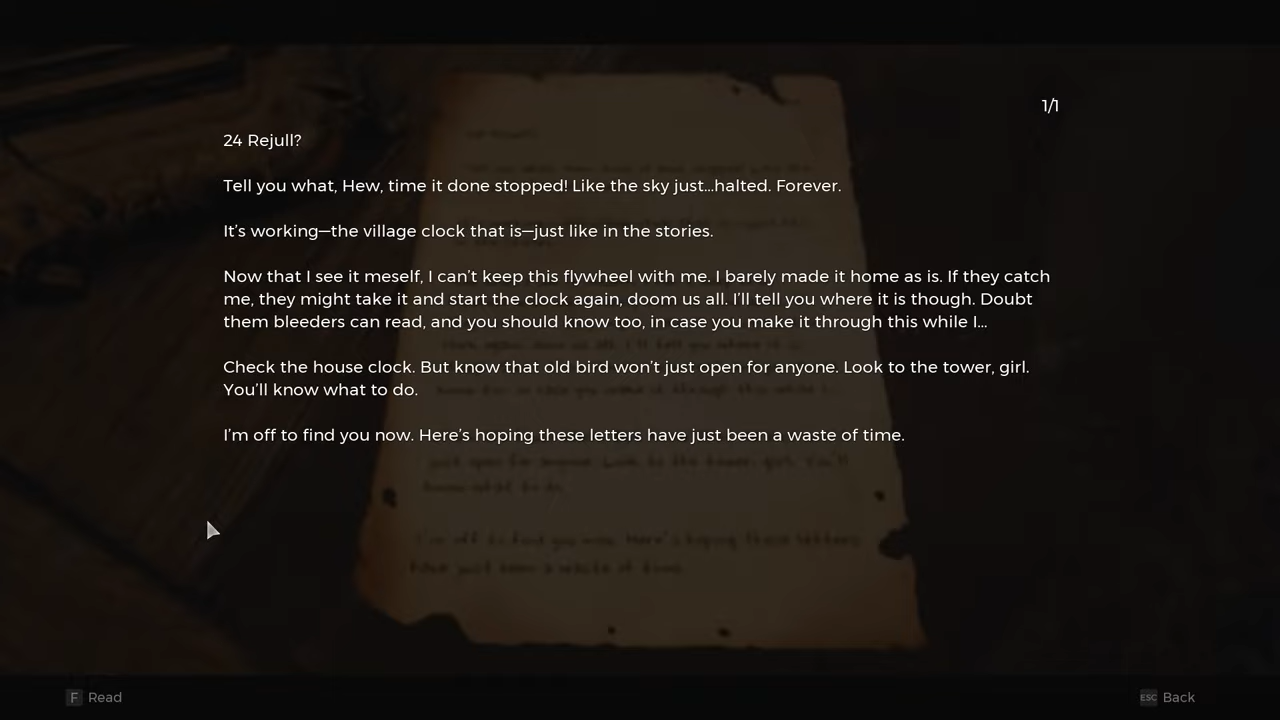 1/1
24 Rejull?
Tell you what, Hew, time it done stopped! Like the sky just...halted. Forever.
It's working—the village clock that is—just like in the stories.
Now that I see it meself, I can't keep this flywheel with me. I barely made it home as is. If they catch
me, they might take it and start the clock again, doom us all. I'll tell you where it is though. Doubt
them bleeders can read, and you should know too, in case you make it through this while I...
Check the house clock. But know that old bird won't just open for anyone. Look to the tower, girl.
You'll know what to do.
I'm off to find you now. Here's hoping these letters have just been a waste of time.
F Read
ESC Back